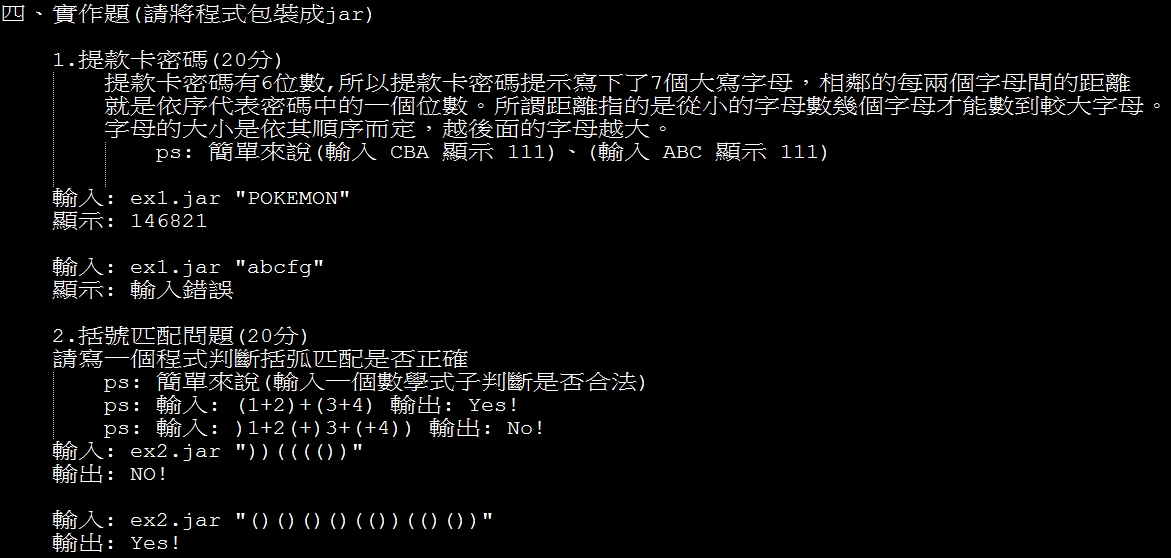 四、實作題(請將程式包裝成jar)
1.提款卡密碼(20分)
提款卡密碼有6位數,所以提款卡密碼提示寫下了7個大寫字母，相鄰的每兩個字母間的距離
就是依序代表密碼中的一個位數。所謂距離指的是從小的字母數幾個字母才能數到較大字母。
字母的大小是依其順序而定，越後面的字母越大。
ps: 簡單來說(輸入 CBA 顯示 111)、(輸入 ABC 顯示 111)
輸入: ex1.jar "POKEMON"
顯示: 146821
輸入: ex1.jar "abcfg"
顯示: 輸入錯誤
2.括號匹配問題(20分)
請寫一個程式判斷括弧匹配是否正確
ps: 簡單來說(輸入一個數學式子判斷是否合法)
ps: 輸入: (1+2)+(3+4) 輸出: Yes!
ps: 輸入: )1+2(+)3+(+4)) 輸出: No!
輸入: ex2.jar "))(((())"
輸出: NO!
輸入: ex2.jar "()()()()(())(()())"
輸出: Yes!